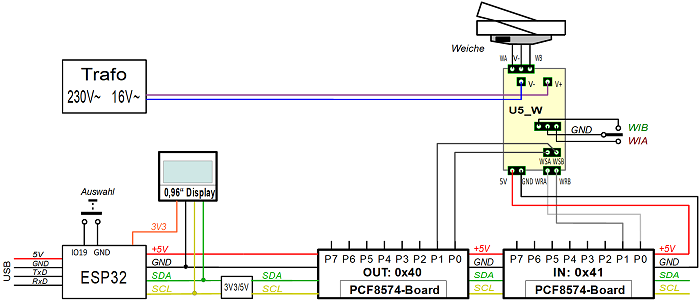 Weiche
WA V- WB
Trafo
230V~ 16V~
V- V+
U5_W
GND WIB
WIA
WSA WSB
5V GND WRA WRB
0,96" Display
Auswahl
3V3
IO19 GND
+5V +5V +5V
5V
P7 P6 P5 P4 P3 P2 P1 P0
P7 P6 P5 P4 P3 P2 P1 P0
USB
GND GND GND GND
TxD
RxD
ESP32
OUT: 0x40 IN: 0x41
SDA SDA SDA SDA
3V3/5V
SCL SCL SCL SCL
PCF8574-Board PCF8574-Board